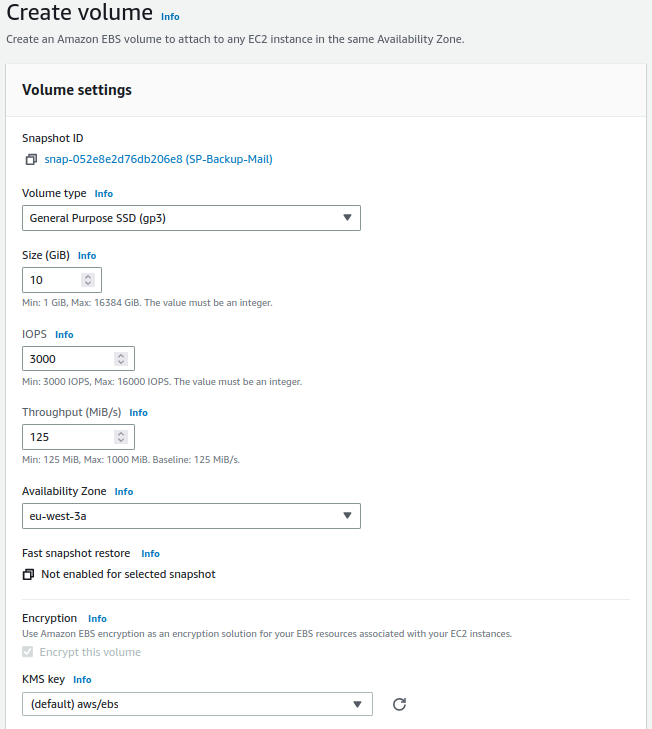 Create volume Info
Create an Amazon EBS volume to attach to any EC2 instance in the same Availability Zone.
Volume settings
Snapshot ID
snap-052e8e2d76db206e8 (SP-Backup-Mail)
Volume type Info
General Purpose SSD (gp3)
Size (GiB) Info
10
Min: 1 GiB, Max: 16384 GiB. The value must be an integer.
IOPS Info
3000
Min: 3000 IOPS, Max: 16000 IOPS. The value must be an integer.
Throughput (MiB/s) Info
125
Min: 125 MiB, Max: 1000 MiB. Baseline: 125 MiB/s.
Availability Zone Info
eu-west-3a
Fast snapshot restore Info
Not enabled for selected snapshot
Encryption Info
Use Amazon EBS encryption as an encryption solution for your EBS resources associated with your EC2 instances.
Encrypt this volume
KMS key Info
(default) aws/ebs